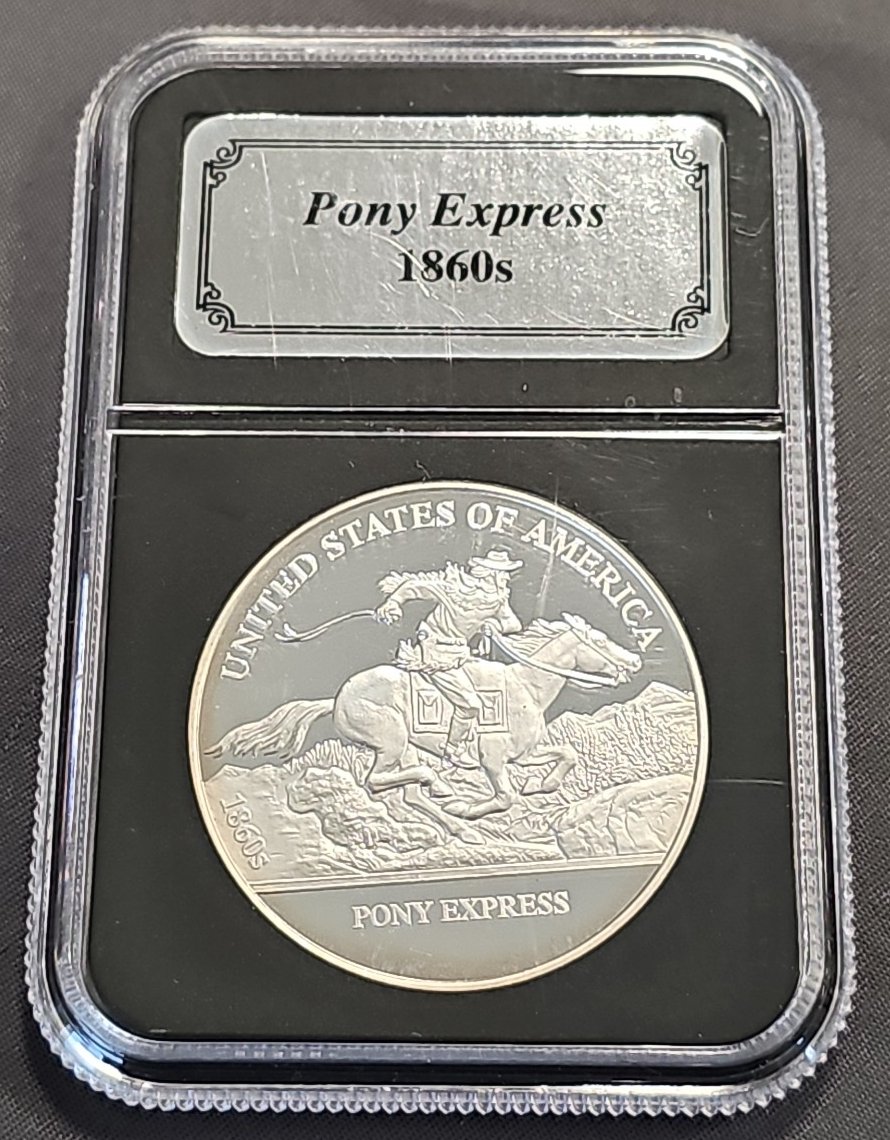 Pony Express
1860s
UNITED STATES OF AMERICA
1860s
PONY EXPRESS